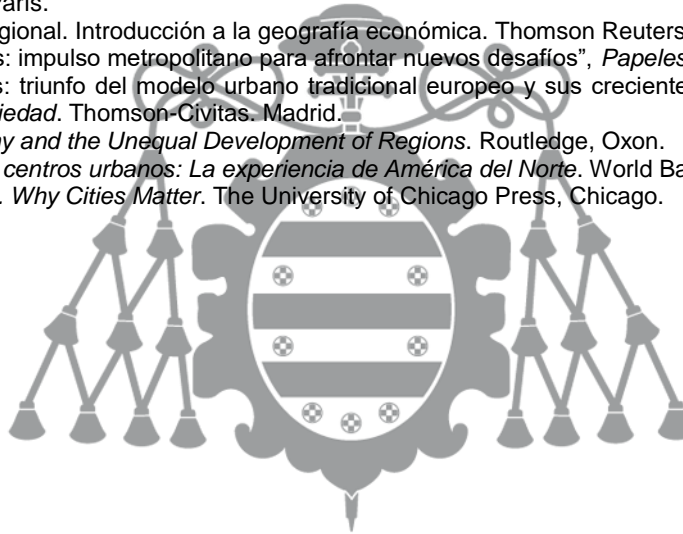 París.
gional. Introducción a la geografía económica. Thomson Reuters
s: impulso metropolitano para afrontar nuevos desafíos”, Papeles
s: triunfo del modelo urbano tradicional europeo y sus creciente
iedad. Thomson-Civitas. Madrid.
y and the Unequal Development of Regions. Routledge, Oxon.
centros urbanos: La experiencia de América del Norte. World Ba
. Why Cities Matter. The University of Chicago Press, Chicago.